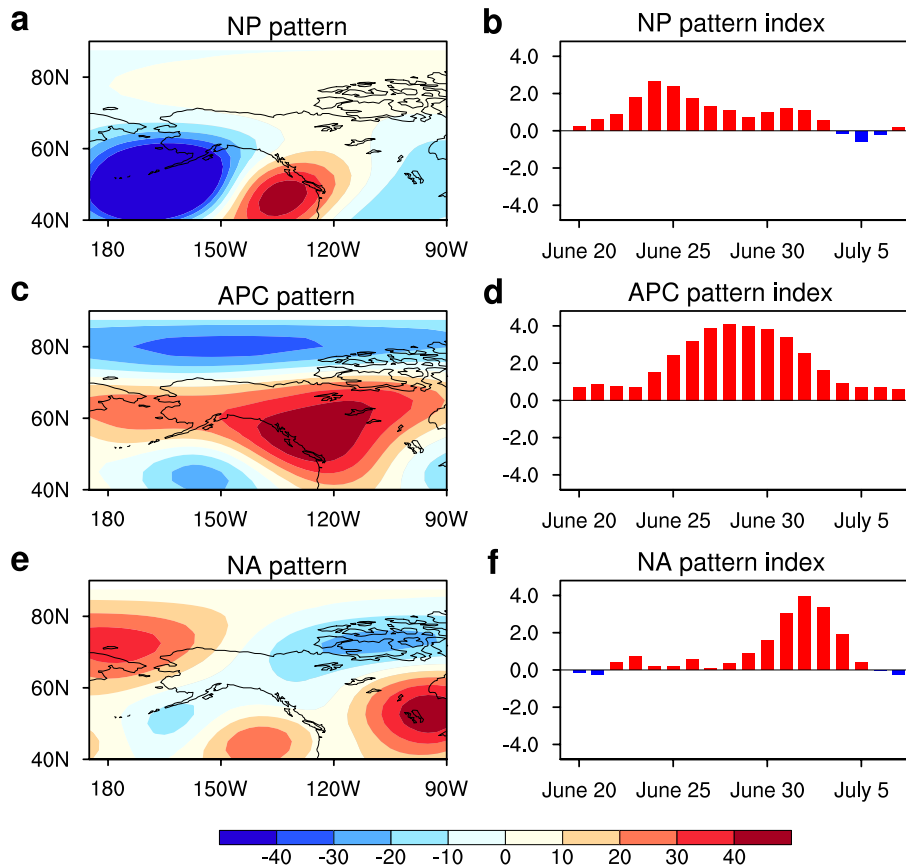 a NP pattern
80N
60N
40N
180 150W 120W 90W
b NP pattern index
4.0
2.0
0.0
-2.0
-4.0
June 20 June 25 June 30 July 5
c APC pattern
80N
60N
40N
180 150W 120W 90W
d APC pattern index
4.0
2.0
0.0
-2.0
-4.0
June 20 June 25 June 30 July 5
e NA pattern
80N
60N
40N
180 150W 120W 90W
f NA pattern index
4.0
2.0
0.0
-2.0
-4.0
June 20 June 25 June 30 July 5
-40 -30 -20 -10 0 10 20 30 40